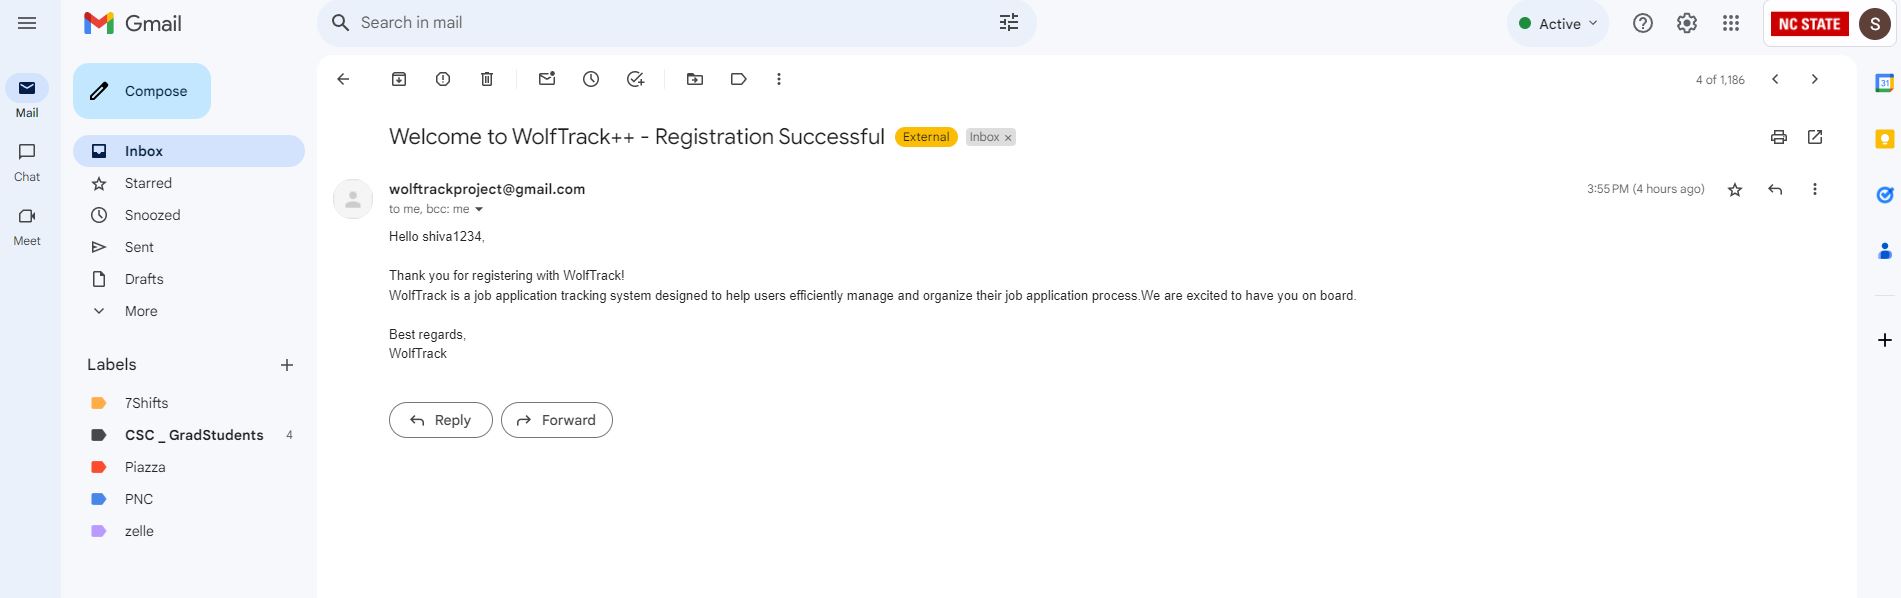 Gmail
Search in mail
Active
NC STATE
S
Mail
Chat
Meet
Compose
Inbox
Starred
Snoozed
Sent
Drafts
More
Labels
7Shifts
CSC _ GradStudents 4
Piazza
PNC
zelle
4 of 1,186
Welcome to WolfTrack++ - Registration Successful External Inbox ×
wolftrackproject@gmail.com
3:55 PM (4 hours ago)
to me, bcc: me
Hello shiva1234,
Thank you for registering with WolfTrack!
WolfTrack is a job application tracking system designed to help users efficiently manage and organize their job application process.We are excited to have you on board.
Best regards,
WolfTrack
Reply
Forward
31